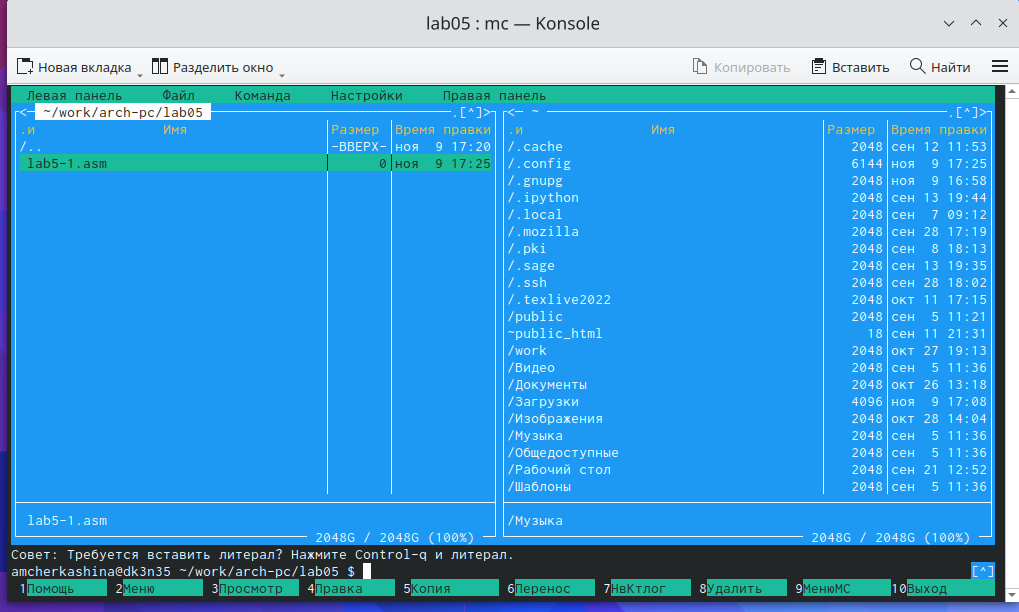 lab05 : mc — Konsole
Новая вкладка Разделить окно Копировать Вставить Найти
Левая панель Файл Команда Настройки Правая панель
<─ ~/work/arch-pc/lab05 .[^]> <─ ~ .[^]>
.и Имя Размер Время правки .и Имя Размер Время правки
/.. -ВВЕРХ- ноя 9 17:20 /.cache 2048 сен 12 11:53
lab5-1.asm 0 ноя 9 17:25 /.config 6144 ноя 9 17:25
/.gnupg 2048 ноя 9 16:58
/.ipython 2048 сен 13 19:44
/.local 2048 сен 7 09:12
/.mozilla 2048 сен 28 17:19
/.pki 2048 сен 8 18:13
/.sage 2048 сен 13 19:35
/.ssh 2048 сен 28 18:02
/.texlive2022 2048 окт 11 17:15
/public 2048 сен 5 11:21
~public_html 18 сен 11 21:31
/work 2048 окт 27 19:13
/Видео 2048 сен 5 11:36
/Документы 2048 окт 26 13:18
/Загрузки 4096 ноя 9 17:08
/Изображения 2048 окт 28 14:04
/Музыка 2048 сен 5 11:36
/Общедоступные 2048 сен 5 11:36
/Рабочий стол 2048 сен 21 12:52
/Шаблоны 2048 сен 5 11:36
lab5-1.asm /Музыка
2048G / 2048G (100%) 2048G / 2048G (100%)
Совет: Требуется вставить литерал? Нажмите Control-q и литерал.
amcherkashina@dk3n35 ~/work/arch-pc/lab05 $ [^]
1Помощь 2Меню 3Просмотр 4Правка 5Копия 6Перенос 7НвКтлог 8Удалить 9МенюМС 10Выход